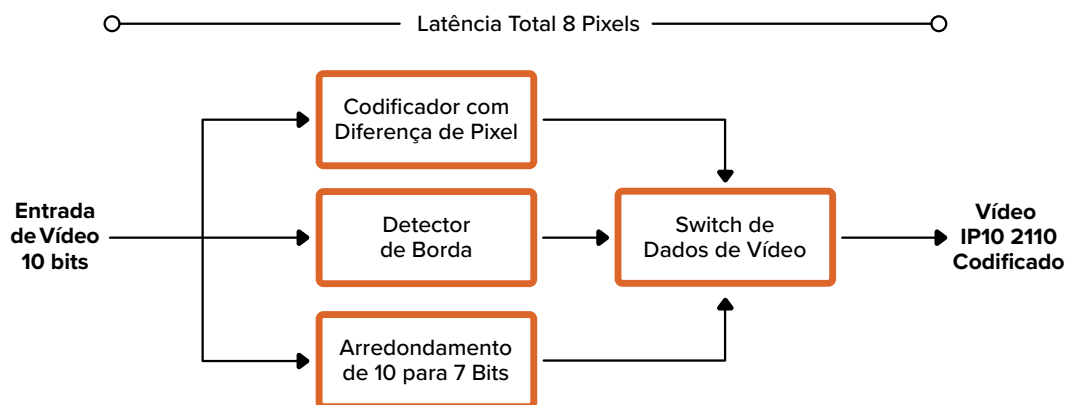 Latência Total 8 Pixels
Codificador com
Diferença de Pixel
Entrada
de Vídeo
10 bits
Detector
de Borda
Switch de
Dados de Vídeo
Vídeo
IP10 2110
Codificado
Arredondamento
de 10 para 7 Bits